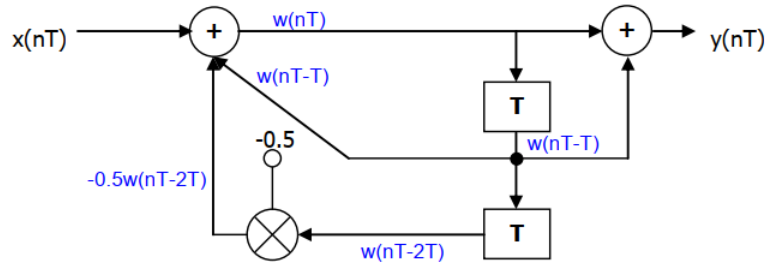 x(nT)
+
w(nT)
+
y(nT)
w(nT-T)
T
w(nT-T)
-0.5
-0.5w(nT-2T)
T
w(nT-2T)